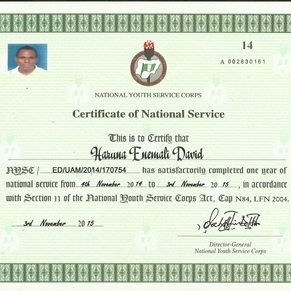 14
A 002830161
NATIONAL YOUTH SERVICE CORPS
Certificate of National Service
This is to Certify that
Haruna Enemali David
NYSC/ ED/UAM/2014/170754 has satisfactorily completed one year
of national service from 4th November 2014 to 3rd November 2015, in accordance
with Section 11 of the National Youth Service Corps Act, Cap N84, LFN 2004.
3rd November 2015
Director-General
National Youth Service Corps